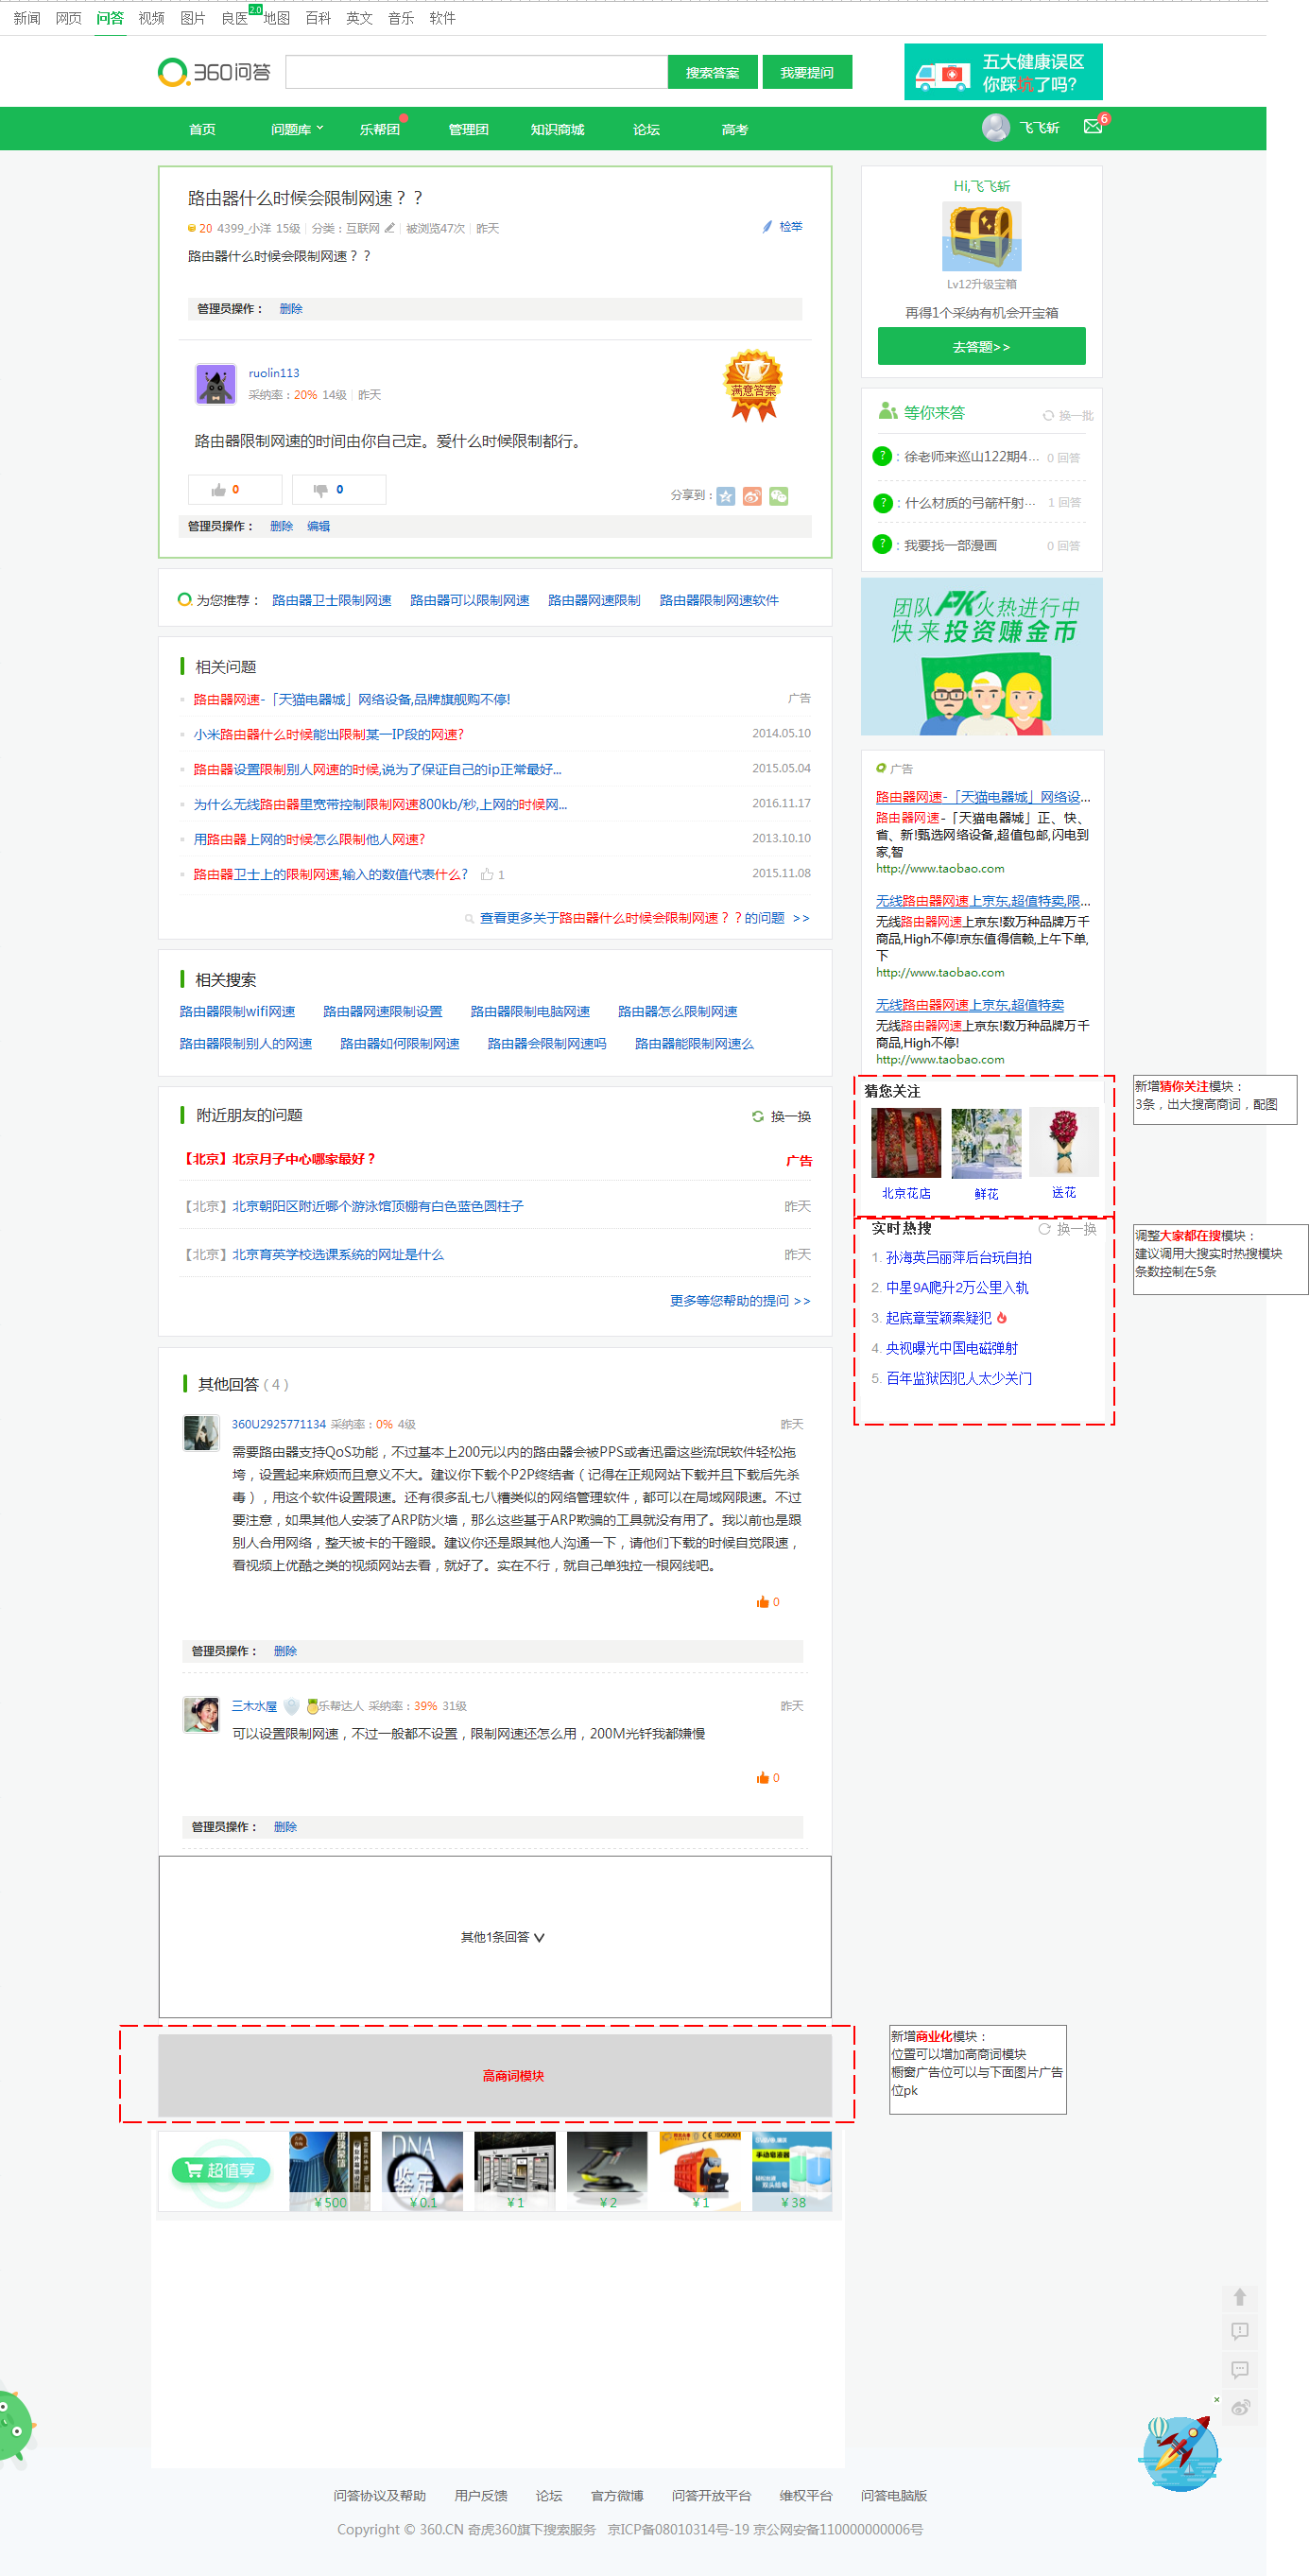 新闻 网页 问答 视频 图片 良医 2.0 地图 百科 英文 音乐 软件
360问答 搜索答案 我要提问
五大健康误区
你踩坑了吗?
首页 问题库 乐帮团 管理团 知识商城 论坛 高考 飞飞斩 6
路由器什么时候会限制网速？？
20 4399_小洋 15级 分类：互联网 被浏览47次 昨天 检举
路由器什么时候会限制网速？？
管理员操作： 删除
ruolin113
采纳率：20% 14级 昨天
满意答案
路由器限制网速的时间由你自己定。爱什么时候限制都行。
0 0 分享到：
管理员操作： 删除 编辑
为您推荐： 路由器卫士限制网速 路由器可以限制网速 路由器网速限制 路由器限制网速软件
相关问题
路由器网速-「天猫电器城」网络设备,品牌旗舰购不停! 广告
小米路由器什么时候能出限制某一IP段的网速? 2014.05.10
路由器设置限制别人网速的时候,说为了保证自己的ip正常最好... 2015.05.04
为什么无线路由器里宽带控制限制网速800kb/秒,上网的时候网... 2016.11.17
用路由器上网的时候怎么限制他人网速? 2013.10.10
路由器卫士上的限制网速,输入的数值代表什么? 1 2015.11.08
查看更多关于路由器什么时候会限制网速？？的问题 >>
相关搜索
路由器限制wifi网速 路由器网速限制设置 路由器限制电脑网速 路由器怎么限制网速
路由器限制别人的网速 路由器如何限制网速 路由器会限制网速吗 路由器能限制网速么
附近朋友的问题 换一换
【北京】北京月子中心哪家最好？ 广告
【北京】北京朝阳区附近哪个游泳馆顶棚有白色蓝色圆柱子 昨天
【北京】北京育英学校选课系统的网址是什么 昨天
更多等您帮助的提问 >>
其他回答 ( 4 )
360U2925771134 采纳率：0% 4级 昨天
需要路由器支持QoS功能，不过基本上200元以内的路由器会被PPS或者迅雷这些流氓软件轻松拖
垮，设置起来麻烦而且意义不大。建议你下载个P2P终结者（记得在正规网站下载并且下载后先杀
毒），用这个软件设置限速。还有很多乱七八糟类似的网络管理软件，都可以在局域网限速。不过
要注意，如果其他人安装了ARP防火墙，那么这些基于ARP欺骗的工具就没有用了。我以前也是跟
别人合用网络，整天被卡的干瞪眼。建议你还是跟其他人沟通一下，请他们下载的时候自觉限速，
看视频上优酷之类的视频网站去看，就好了。实在不行，就自己单独拉一根网线吧。
0
管理员操作： 删除
三木水屋 乐帮达人 采纳率：39% 31级 昨天
可以设置限制网速，不过一般都不设置，限制网速还怎么用，200M光钎我都嫌慢
0
管理员操作： 删除
其他1条回答
高商词模块
超值享 ￥500 DNA 鉴定 ￥0.1 ￥1 ￥2 ISO9001 ￥1 手动皂液器 ￥38
Hi,飞飞斩
Lv12升级宝箱
再得1个采纳有机会开宝箱
去答题>>
等你来答 换一批
? : 徐老师来巡山122期4... 0 回答
? : 什么材质的弓箭杆射... 1 回答
? : 我要找一部漫画 0 回答
团队PK火热进行中
快来投资赚金币
广告
路由器网速-「天猫电器城」网络设...
路由器网速-「天猫电器城」正、快、
省、新!甄选网络设备,超值包邮,闪电到
家,智
http://www.taobao.com
无线路由器网速上京东,超值特卖,限...
无线路由器网速上京东!数万种品牌万千
商品,High不停!京东值得信赖,上午下单,
下
http://www.taobao.com
无线路由器网速上京东,超值特卖
无线路由器网速上京东!数万种品牌万千
商品,High不停!
http://www.taobao.com
猜您关注
北京花店 鲜花 送花
实时热搜 换一换
1. 孙海英吕丽萍后台玩自拍
2. 中星9A爬升2万公里入轨
3. 起底章莹颖案疑犯
4. 央视曝光中国电磁弹射
5. 百年监狱因犯人太少关门
新增猜你关注模块：
3条，出大搜高商词，配图
调整大家都在搜模块：
建议调用大搜实时热搜模块
条数控制在5条
新增商业化模块：
位置可以增加高商词模块
橱窗广告位可以与下面图片广告
位pk
问答协议及帮助 用户反馈 论坛 官方微博 问答开放平台 维权平台 问答电脑版
Copyright © 360.CN 奇虎360旗下搜索服务 京ICP备08010314号-19 京公网安备110000000006号